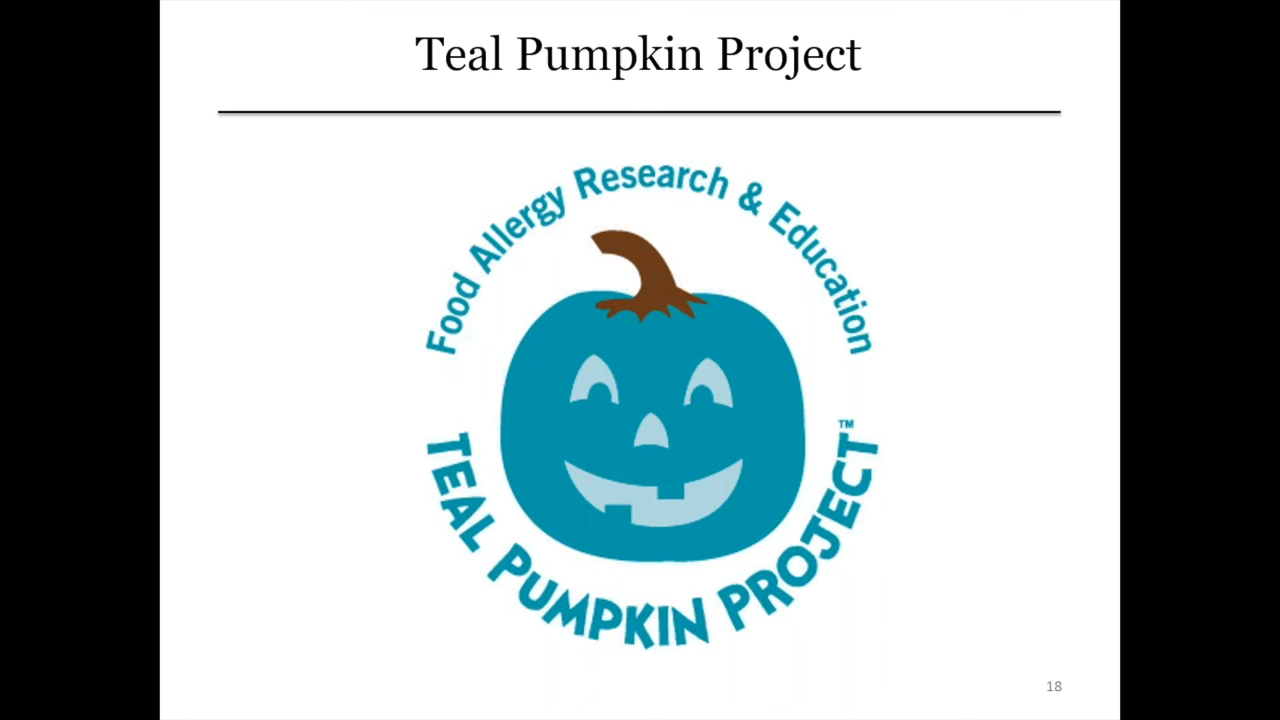 Teal Pumpkin Project
Food Allergy Research & Education
TEAL PUMPKIN PROJECT™
18